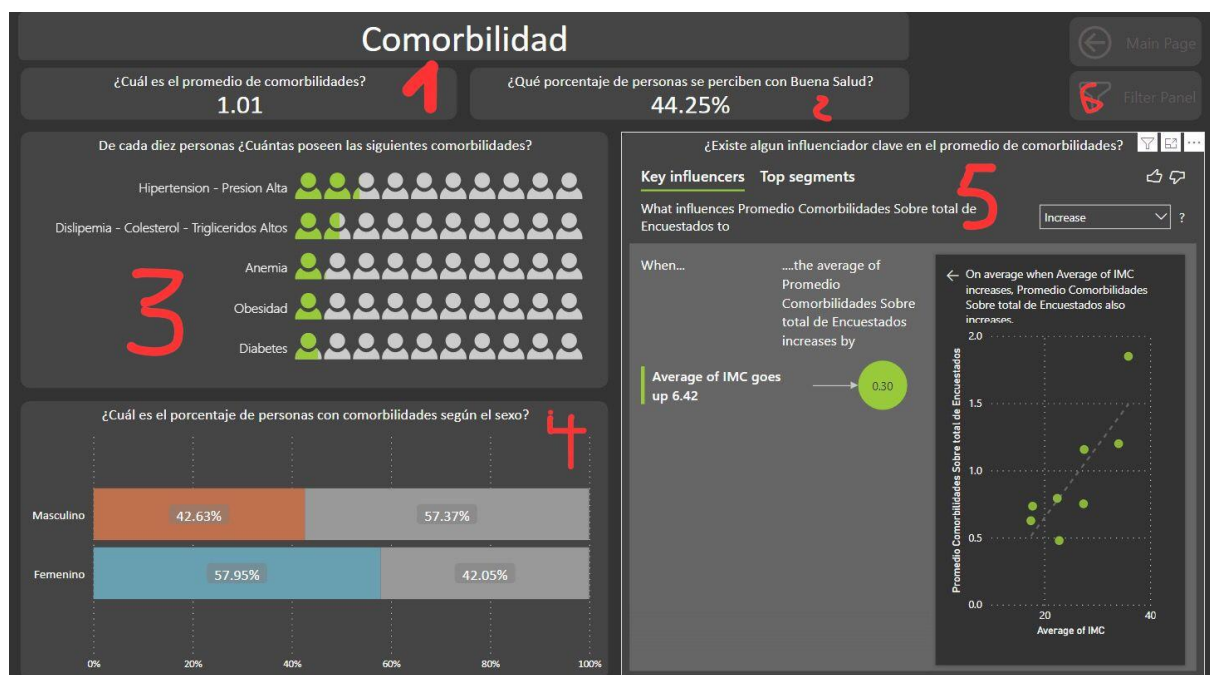 Comorbilidad
Main Page
¿Cuál es el promedio de comorbilidades?
1.01
1
¿Qué porcentaje de personas se perciben con Buena Salud?
44.25%
2
6
Filter Panel
De cada diez personas ¿Cuántas poseen las siguientes comorbilidades?
Hipertension - Presion Alta
Dislipemia - Colesterol - Trigliceridos Altos
Anemia
Obesidad
Diabetes
3
¿Existe algun influenciador clave en el promedio de comorbilidades?
Key influencers Top segments
5
What influences Promedio Comorbilidades Sobre total de
Encuestados to
Increase
?
When...
....the average of
Promedio
Comorbilidades Sobre
total de Encuestados
increases by
Average of IMC goes
up 6.42
0.30
On average when Average of IMC
increases, Promedio Comorbilidades
Sobre total de Encuestados also
increases.
2.0
1.5
1.0
0.5
0.0
20 40
Average of IMC
Promedio Comorbilidades Sobre total de Encuestados
¿Cuál es el porcentaje de personas con comorbilidades según el sexo?
4
Masculino 42.63% 57.37%
Femenino 57.95% 42.05%
0% 20% 40% 60% 80% 100%